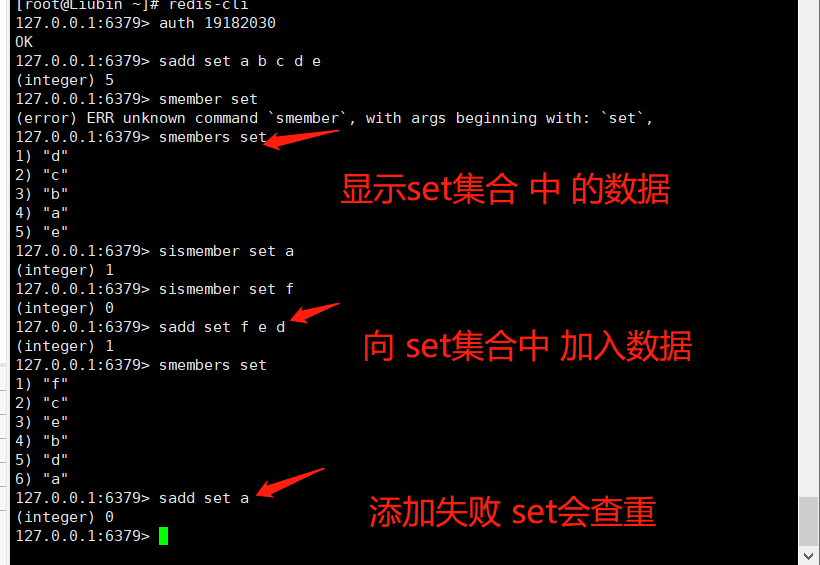 [root@Liubin ~]# redis-cli
127.0.0.1:6379> auth 19182030
OK
127.0.0.1:6379> sadd set a b c d e
(integer) 5
127.0.0.1:6379> smember set
(error) ERR unknown command `smember`, with args beginning with: `set`,
127.0.0.1:6379> smembers set
1) "d"
2) "c"
显示set集合 中 的数据
3) "b"
4) "a"
5) "e"
127.0.0.1:6379> sismember set a
(integer) 1
127.0.0.1:6379> sismember set f
(integer) 0
127.0.0.1:6379> sadd set f e d
(integer) 1
向 set集合中 加入数据
127.0.0.1:6379> smembers set
1) "f"
2) "c"
3) "e"
4) "b"
5) "d"
6) "a"
127.0.0.1:6379> sadd set a
(integer) 0
添加失败 set会查重
127.0.0.1:6379>